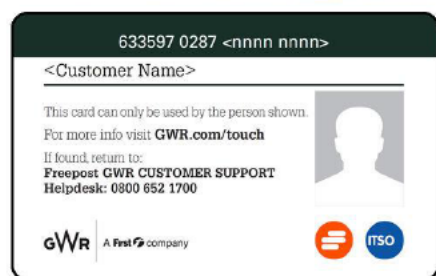 633597 0287 <nnnn nnnn>
<Customer Name>
This card can only be used by the person shown.
For more info visit GWR.com/touch
If found, return to:
Freepost GWR CUSTOMER SUPPORT
Helpdesk: 0800 652 1700
GWR A First company
ITSO